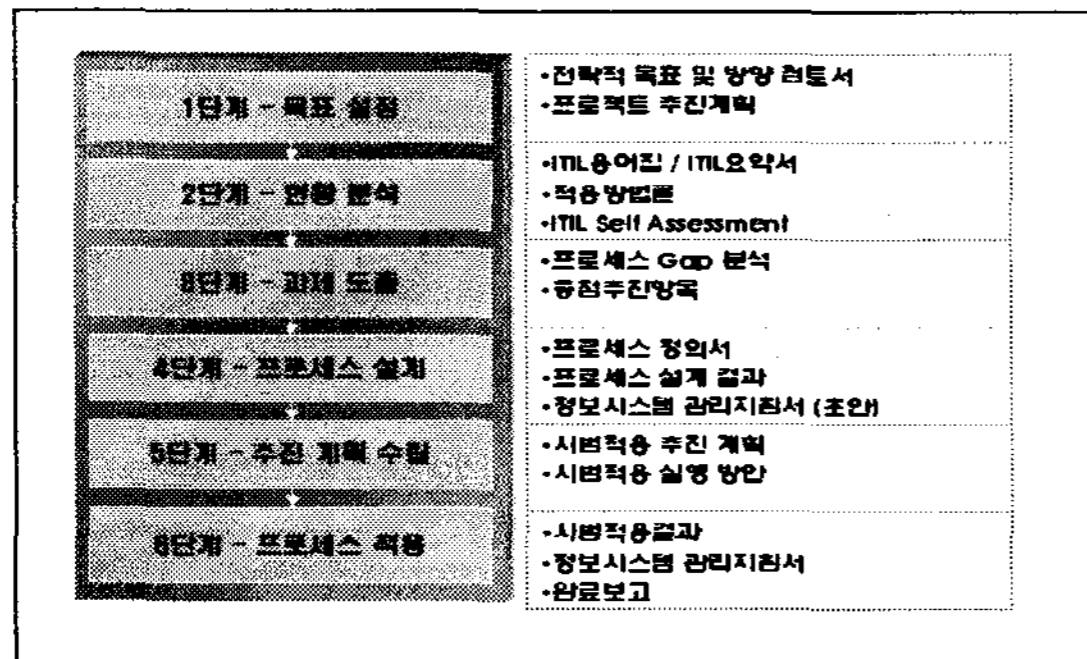 1단계 - 목표 설정
•전략적 목표 및 방향 검토서
•프로젝트 추진계획
2단계 - 현황 분석
•ITIL용어집 / ITIL요약서
•적용방법론
•ITIL Self Assessment
3단계 - 과제 도출
•프로세스 Gap 분석
•중점추진항목
4단계 - 프로세스 설계
•프로세스 정의서
•프로세스 설계 결과
•정보시스템 관리지침서 (초안)
5단계 - 추진 계획 수립
•시범적용 추진 계획
•시범적용 실행 방안
6단계 - 프로세스 적용
•시범적용결과
•정보시스템 관리지침서
•완료보고